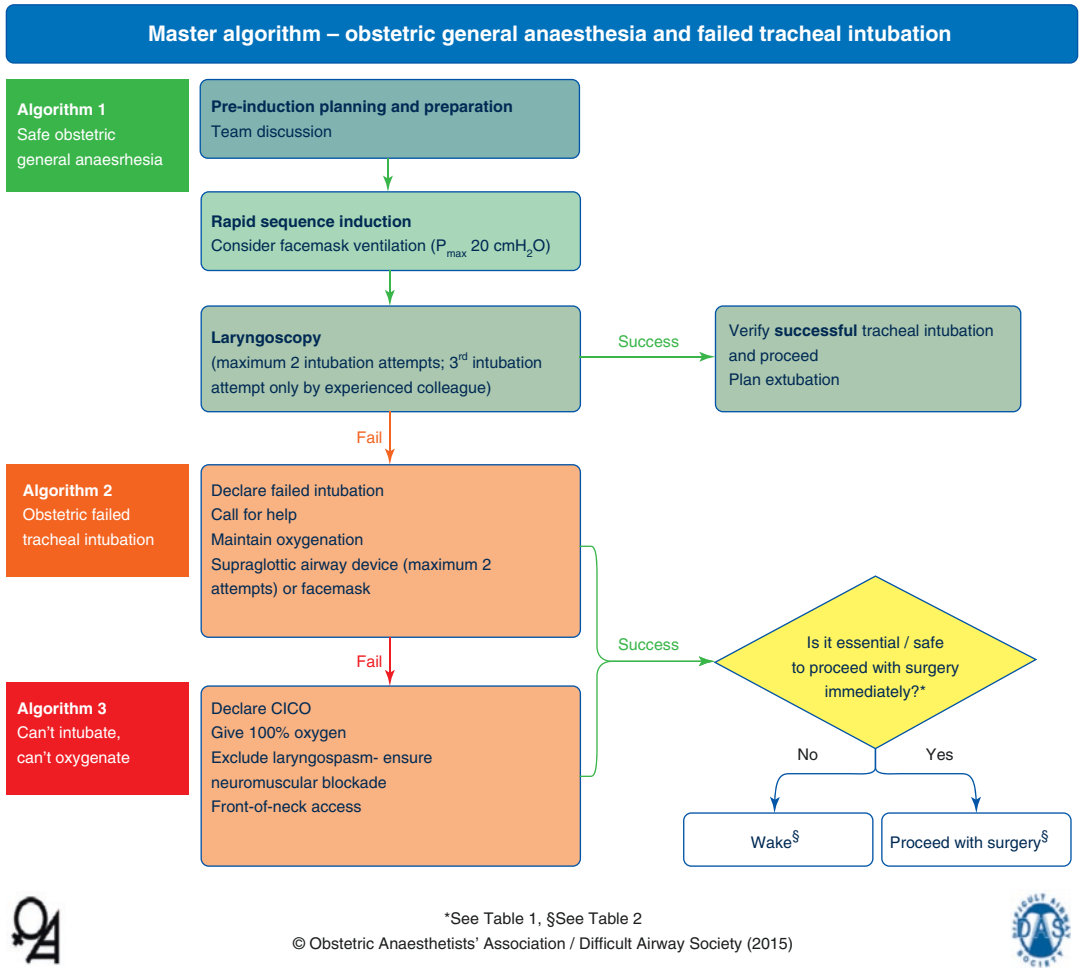 Master algorithm – obstetric general anaesthesia and failed tracheal intubation
Algorithm 1
Safe obstetric
general anaesrhesia
Pre-induction planning and preparation
Team discussion
Rapid sequence induction
Consider facemask ventilation (Pmax 20 cmH2O)
Laryngoscopy
(maximum 2 intubation attempts; 3rd intubation
attempt only by experienced colleague)
Success
Verify successful tracheal intubation
and proceed
Plan extubation
Fail
Algorithm 2
Obstetric failed
tracheal intubation
Declare failed intubation
Call for help
Maintain oxygenation
Supraglottic airway device (maximum 2
attempts) or facemask
Success
Is it essential / safe
to proceed with surgery
immediately?*
Fail
Algorithm 3
Can't intubate,
can't oxygenate
Declare CICO
Give 100% oxygen
Exclude laryngospasm- ensure
neuromuscular blockade
Front-of-neck access
No
Yes
Wake§
Proceed with surgery§
*See Table 1, §See Table 2
© Obstetric Anaesthetists' Association / Difficult Airway Society (2015)
OAA
DIFFICULT AIRWAY
DAS
SOCIETY